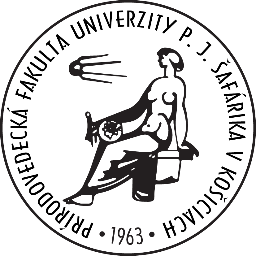 PRÍRODOVEDECKÁ FAKULTA UNIVERZITY P. J. ŠAFÁRIKA V KOŠICIACH
• 1963 •